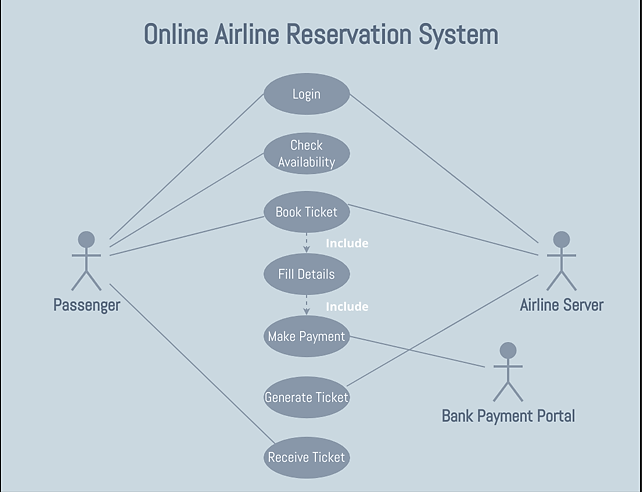 Online Airline Reservation System
Login
Check
Availability
Book Ticket
Include
Fill Details
Passenger
Airline Server
Include
Make Payment
Generate Ticket
Bank Payment Portal
Receive Ticket